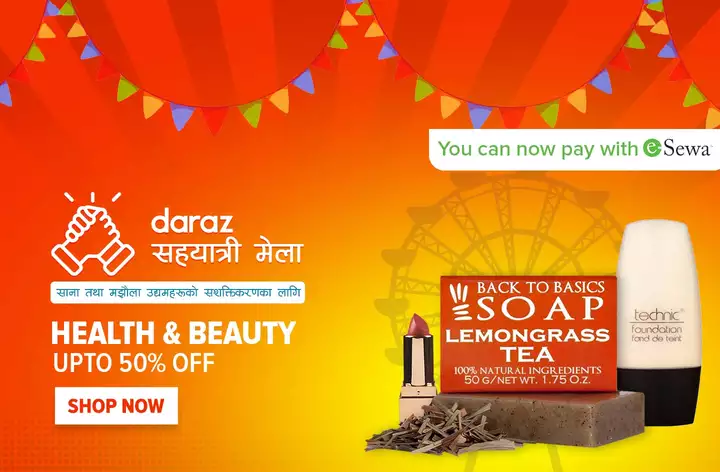 You can now pay with eSewa
daraz
सहयात्री मेला
साना तथा मझौला उद्यमहरूको सशक्तिकरणका लागि
HEALTH & BEAUTY
UPTO 50% OFF
SHOP NOW
BACK TO BASICS
SOAP
LEMONGRASS
TEA
100% NATURAL INGREDIENTS
50 G/NET WT. 1.75 OZ.
technic
foundation
fond de teint